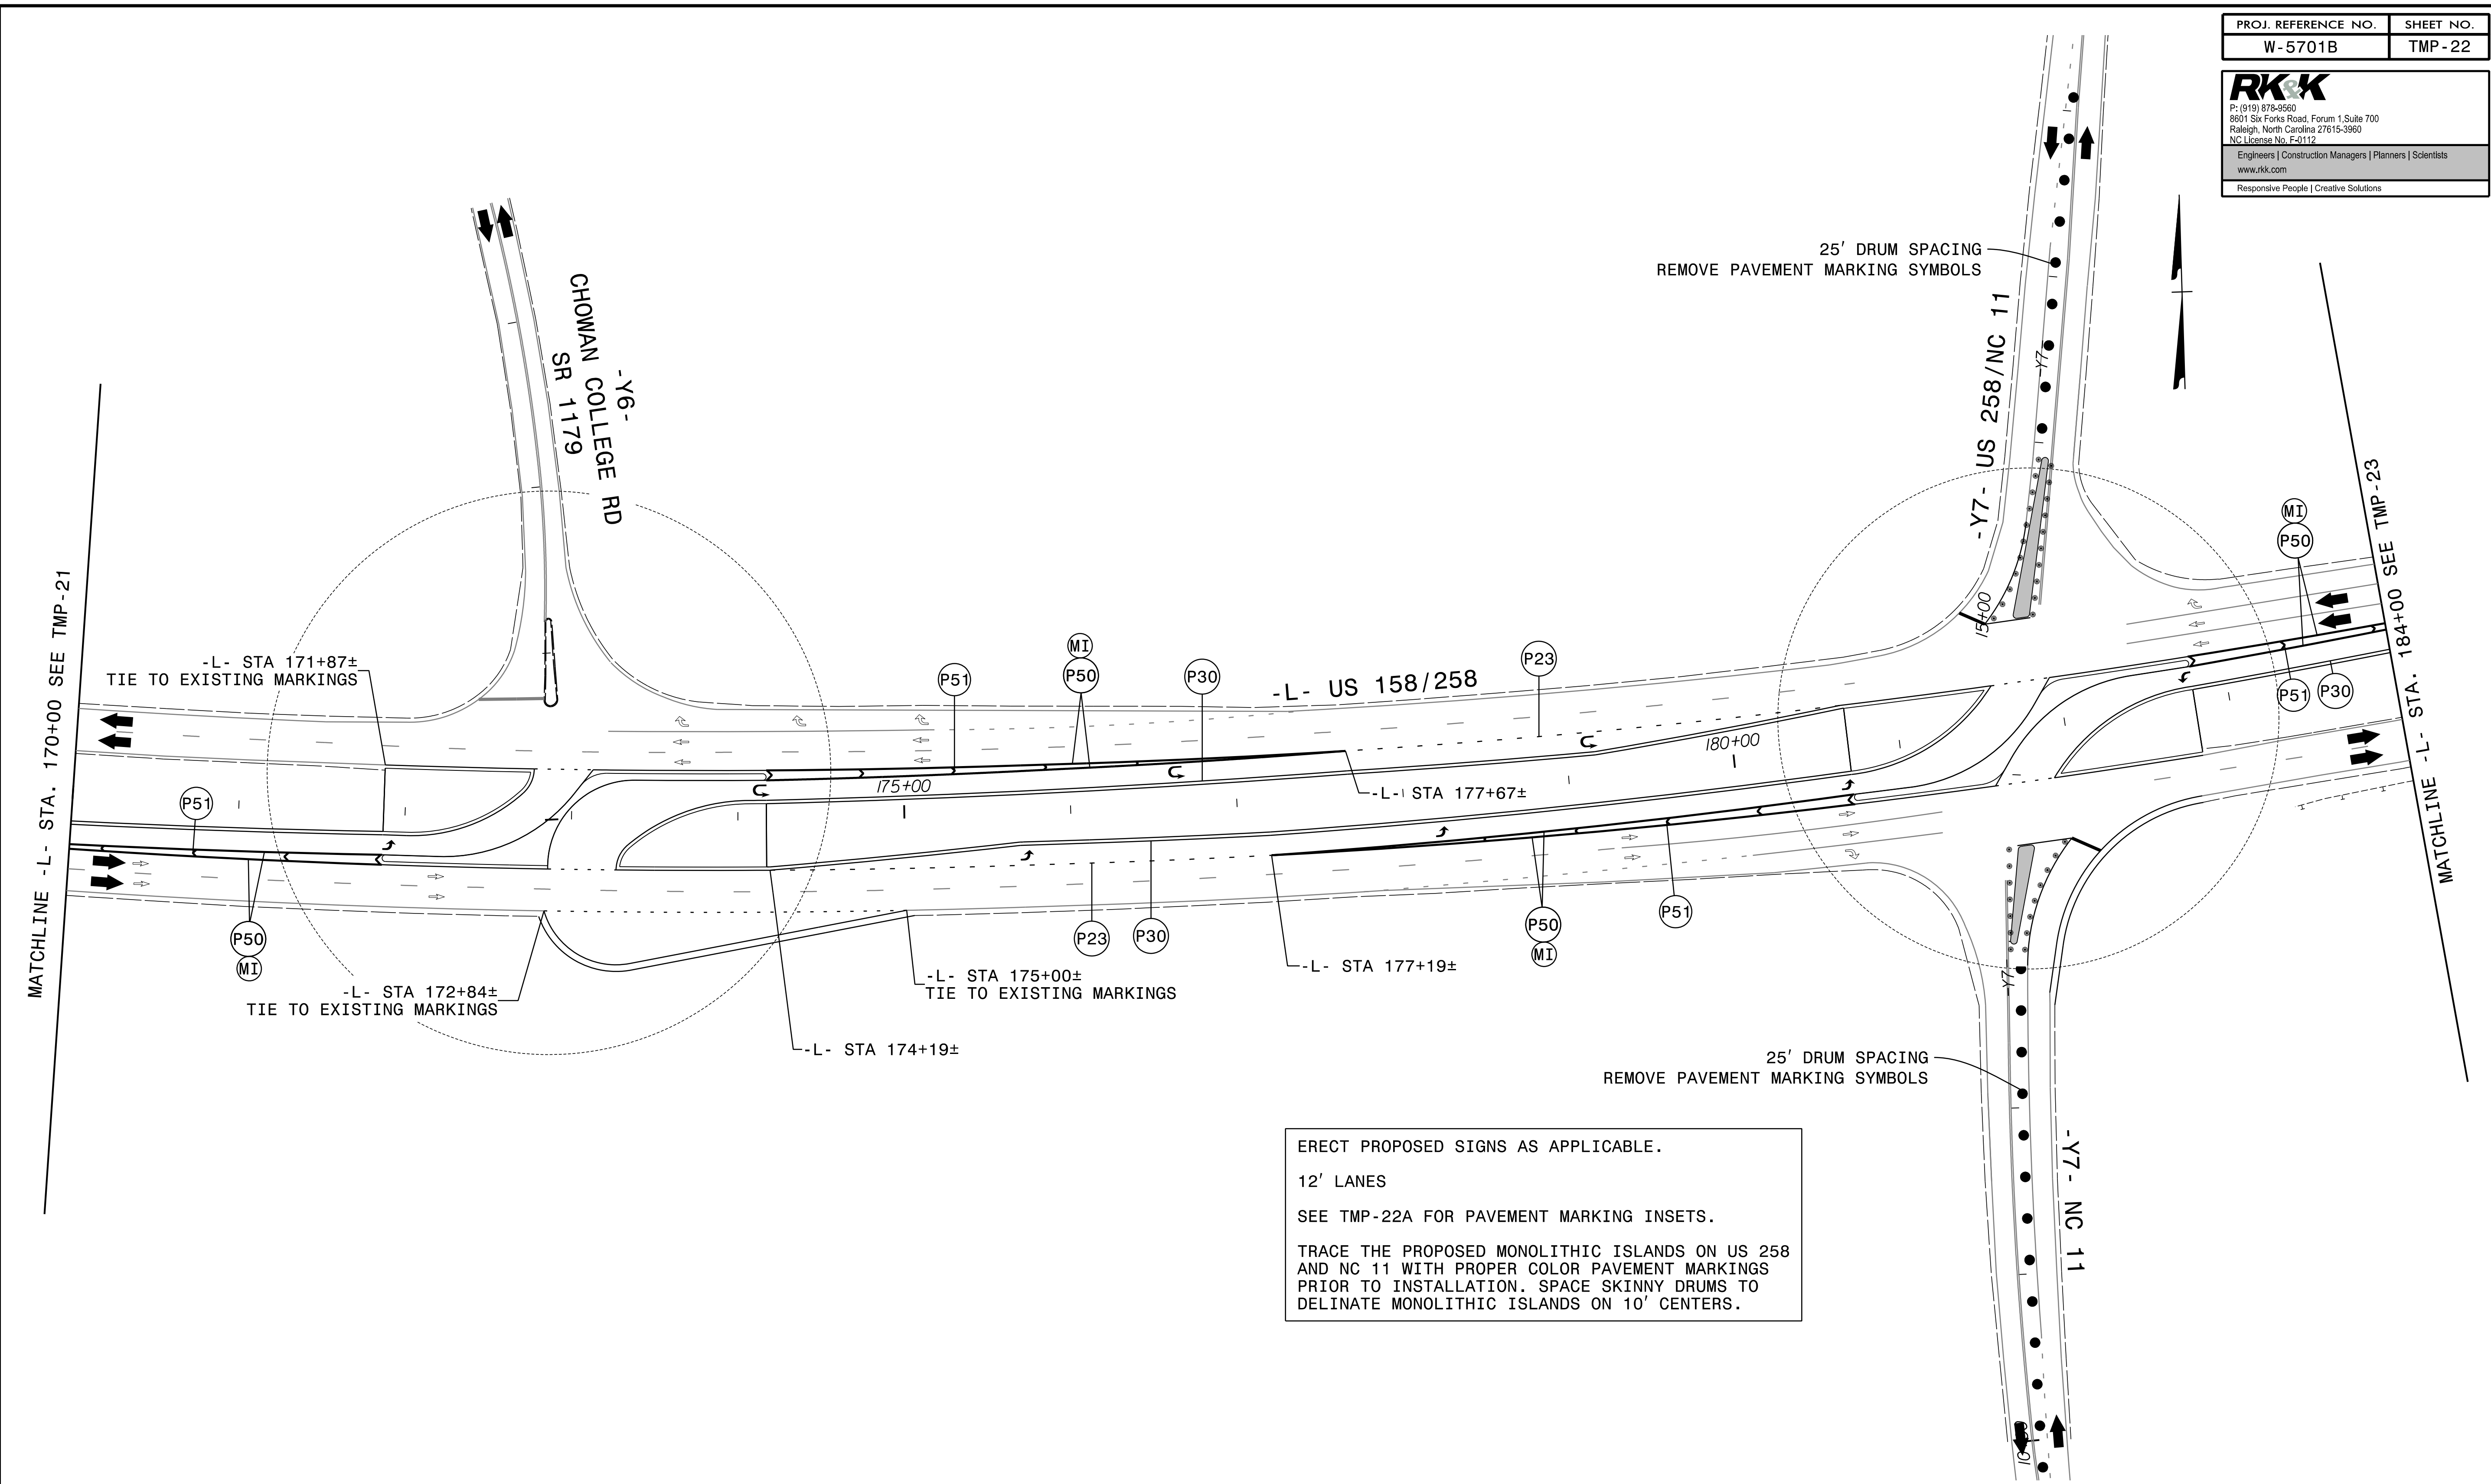 PROJ. REFERENCE NO. SHEET NO.
W-5701B TMP-22
RK&K
P: (919) 878-9560
8601 Six Forks Road, Forum 1, Suite 700
Raleigh, North Carolina 27615-3960
NC License No. F-0112
Engineers | Construction Managers | Planners | Scientists
www.rkk.com
Responsive People | Creative Solutions
25' DRUM SPACING
REMOVE PAVEMENT MARKING SYMBOLS
-Y7- US 258/NC 11
-Y7-
15+00
-Y6-
CHOWAN COLLEGE RD
SR 1179
MATCHLINE -L- STA. 170+00 SEE TMP-21
MATCHLINE -L- STA. 184+00 SEE TMP-23
MI
P50
-L- STA 171+87±
TIE TO EXISTING MARKINGS
P51
MI
P50
P30
-L- US 158/258
P23
P51
P30
180+00
175+00
-L- STA 177+67±
P51
P50
MI
-L- STA 172+84±
TIE TO EXISTING MARKINGS
-L- STA 175+00±
TIE TO EXISTING MARKINGS
-L- STA 174+19±
P23
P30
-L- STA 177+19±
P50
MI
P51
-Y7-
25' DRUM SPACING
REMOVE PAVEMENT MARKING SYMBOLS
-Y7- NC 11
ERECT PROPOSED SIGNS AS APPLICABLE.
12' LANES
SEE TMP-22A FOR PAVEMENT MARKING INSETS.
TRACE THE PROPOSED MONOLITHIC ISLANDS ON US 258
AND NC 11 WITH PROPER COLOR PAVEMENT MARKINGS
PRIOR TO INSTALLATION. SPACE SKINNY DRUMS TO
DELINATE MONOLITHIC ISLANDS ON 10' CENTERS.